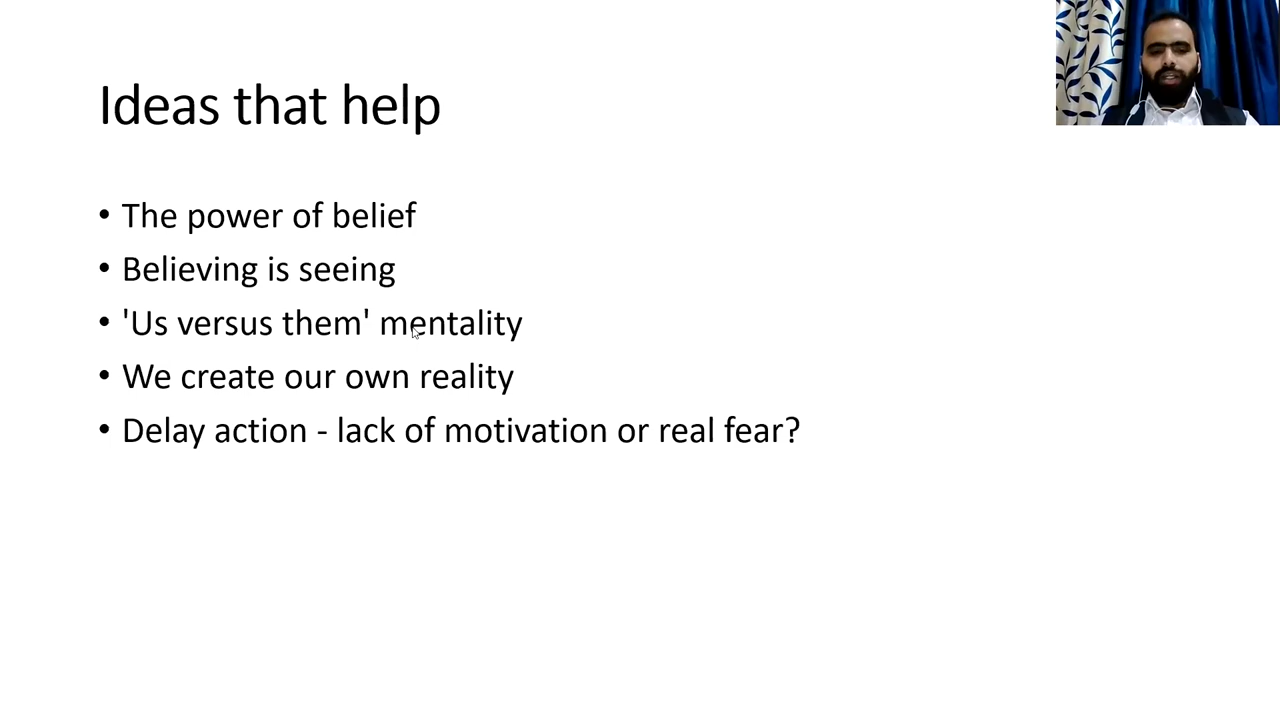 Ideas that help
• The power of belief
• Believing is seeing
• 'Us versus them' mentality
• We create our own reality
• Delay action - lack of motivation or real fear?